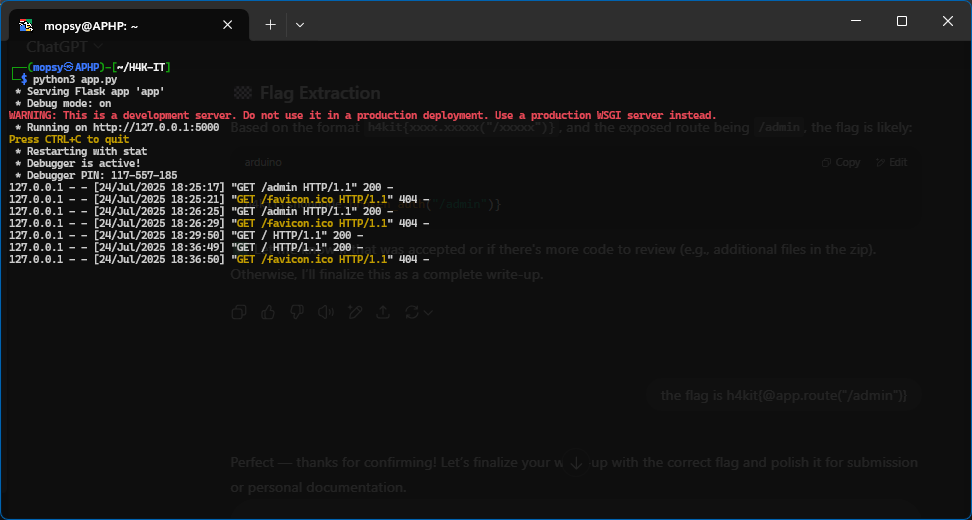 mopsy@APHP: ~
ChatGPT
┌──(mopsy㉿APHP)-[~/H4K-IT]
└─$ python3 app.py
 * Serving Flask app 'app'
 * Debug mode: on
WARNING: This is a development server. Do not use it in a production deployment. Use a production WSGI server instead.
 * Running on http://127.0.0.1:5000
Press CTRL+C to quit
 * Restarting with stat
 * Debugger is active!
 * Debugger PIN: 117-557-185
127.0.0.1 - - [24/Jul/2025 18:25:17] "GET /admin HTTP/1.1" 200 -
127.0.0.1 - - [24/Jul/2025 18:25:21] "GET /favicon.ico HTTP/1.1" 404 -
127.0.0.1 - - [24/Jul/2025 18:26:25] "GET /admin HTTP/1.1" 200 -
127.0.0.1 - - [24/Jul/2025 18:26:29] "GET /favicon.ico HTTP/1.1" 404 -
127.0.0.1 - - [24/Jul/2025 18:29:50] "GET / HTTP/1.1" 200 -
127.0.0.1 - - [24/Jul/2025 18:36:49] "GET / HTTP/1.1" 200 -
127.0.0.1 - - [24/Jul/2025 18:36:50] "GET /favicon.ico HTTP/1.1" 404 -
Flag Extraction
Based on the format h4kit{xxxx.xxxxx("/xxxxx")}, and the exposed route being /admin, the flag is likely:
arduino
Copy
Edit
("/admin")}
that was accepted or if there's more code to review (e.g., additional files in the zip).
Otherwise, I'll finalize this as a complete write-up.
the flag is h4kit{@app.route("/admin")}
Perfect — thanks for confirming! Let's finalize your w -up with the correct flag and polish it for submission
or personal documentation.